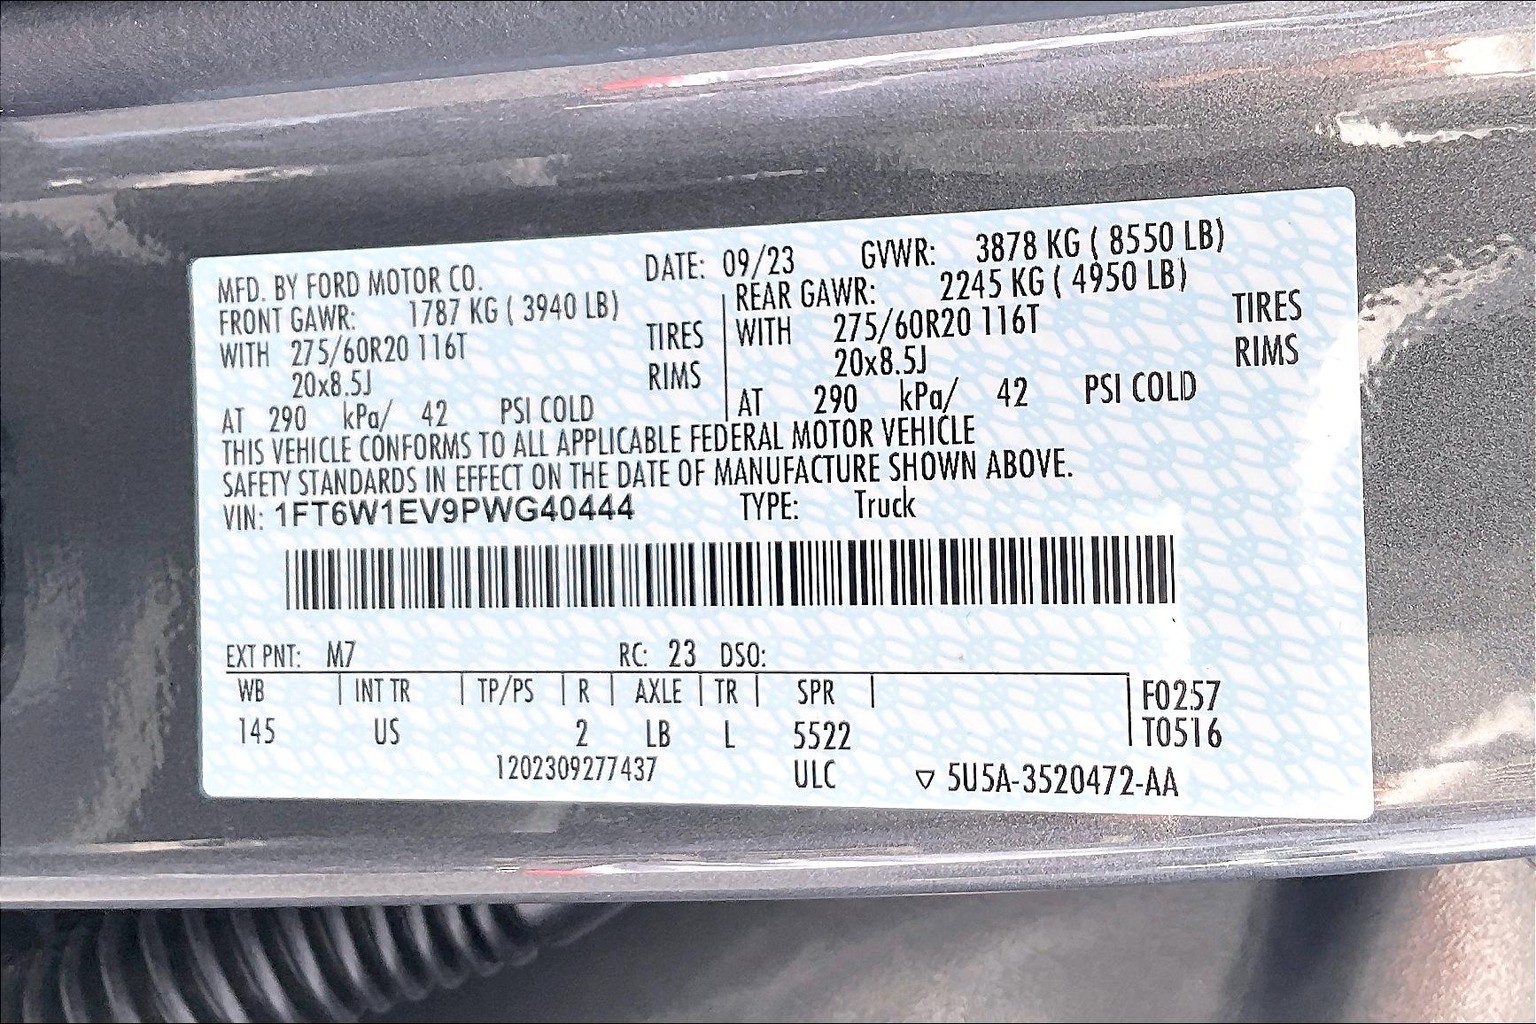 MFD. BY FORD MOTOR CO. DATE: 09/23 GVWR: 3878 KG ( 8550 LB)
FRONT GAWR: 1787 KG ( 3940 LB)
WITH 275/60R20 116T TIRES
20x8.5J RIMS
AT 290 kPa/ 42 PSI COLD
REAR GAWR: 2245 KG ( 4950 LB)
WITH 275/60R20 116T TIRES
20x8.5J RIMS
AT 290 kPa/ 42 PSI COLD
THIS VEHICLE CONFORMS TO ALL APPLICABLE FEDERAL MOTOR VEHICLE
SAFETY STANDARDS IN EFFECT ON THE DATE OF MANUFACTURE SHOWN ABOVE.
VIN: 1FT6W1EV9PWG40444 TYPE: Truck
EXT PNT: M7 RC: 23 DSO:
WB | INT TR | TP/PS | R | AXLE | TR | SPR | F0257
145 US 2 LB L 5522 T0516
1202309277437 ULC ▽ 5U5A-3520472-AA